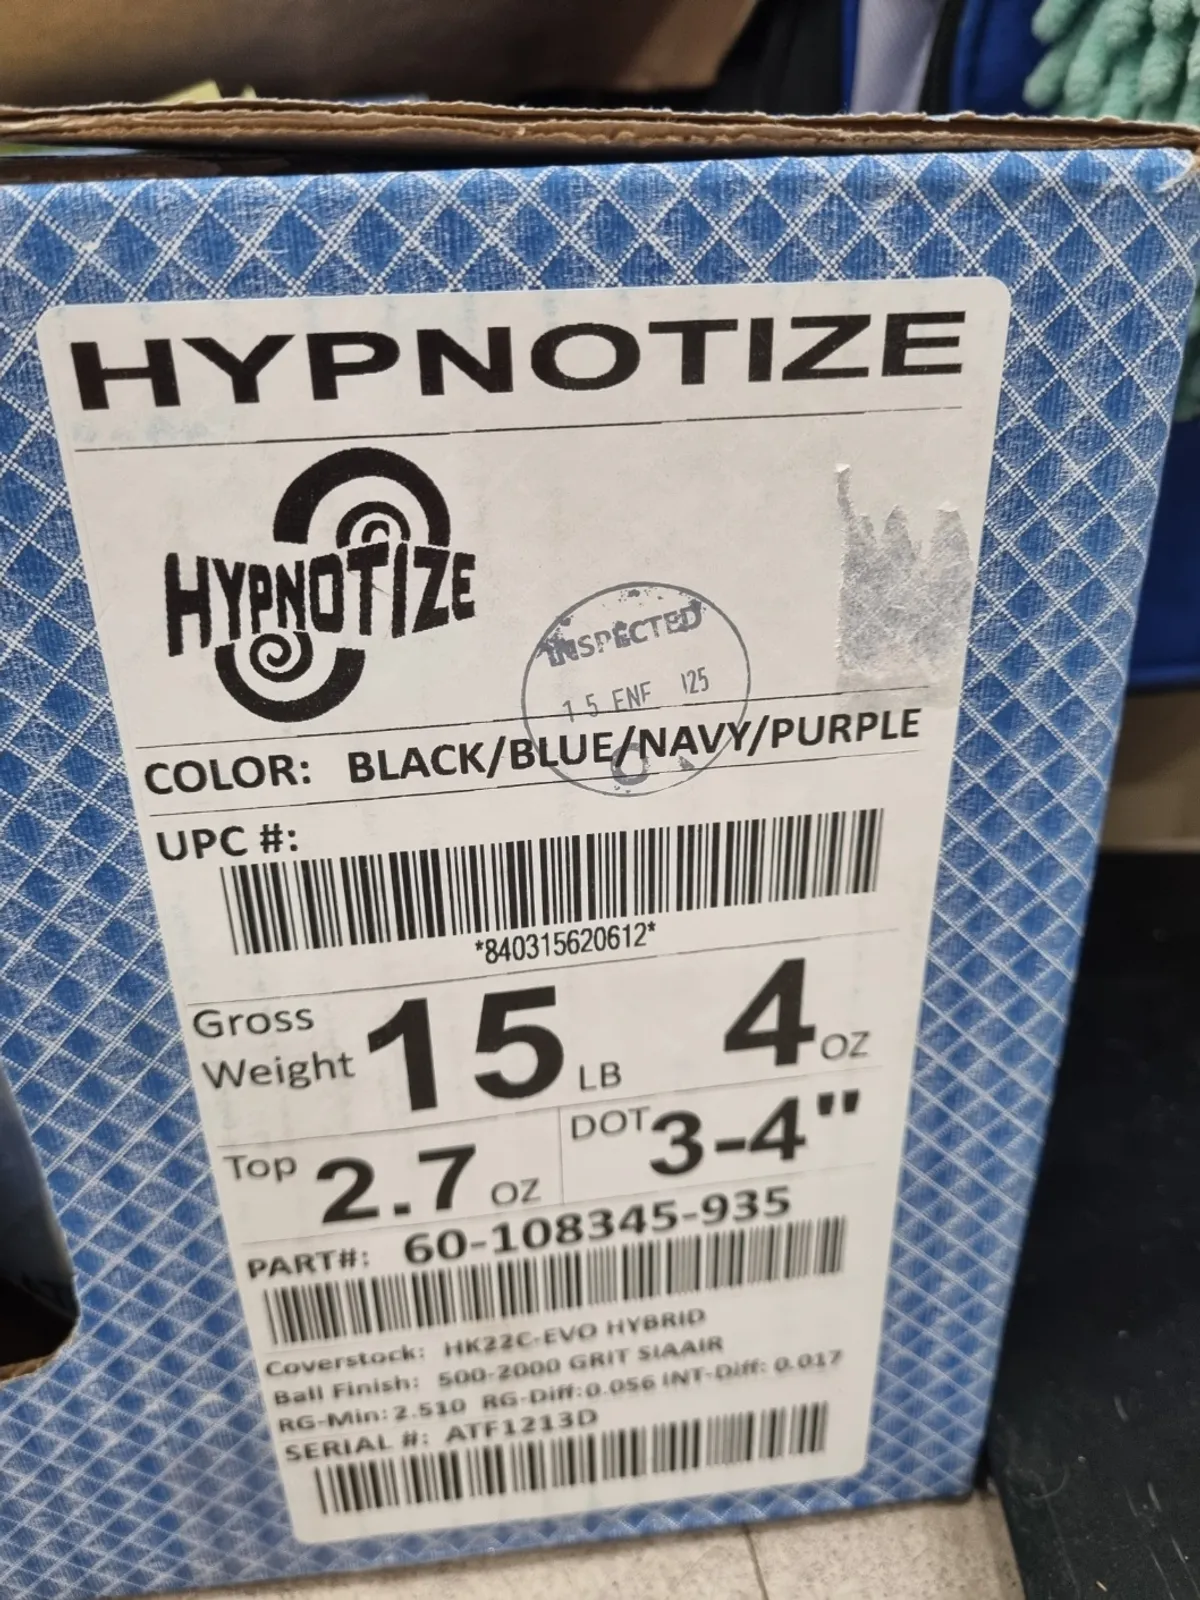 HYPNOTIZE
HYPNOTIZE
INSPECTED
15 ENE
COLOR: BLACK/BLUE/NAVY/PURPLE
UPC #:
*840315620612*
Gross Weight 15 LB 4 OZ
Top 2.7 OZ DOT 3-4"
PART#: 60-108345-935
Coverstock: HK22C-EVO HYBRID
Ball Finish: 500-2000 GRIT SIAAIR
RG-Min: 2.510 RG-Diff: 0.056 INT-Diff: 0.017
SERIAL #: ATF1213D